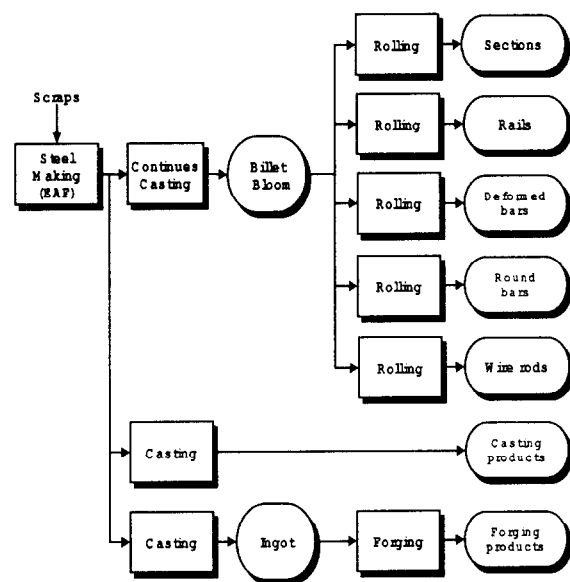 Rolling
Sections
Scraps
Rolling
Rails
Steel
Making
(EAF)
Continues
Casting
Billet
Bloom
Rolling
Deformed
bars
Rolling
Round
bars
Rolling
Wire rods
Casting
Casting
products
Casting
Ingot
Forging
Forging
products